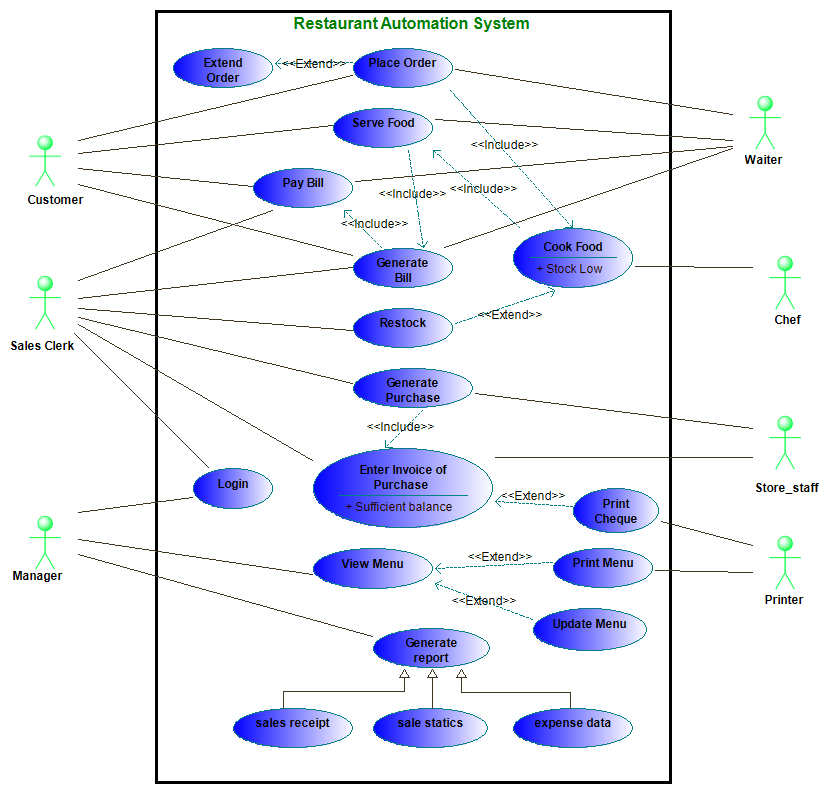 Restaurant Automation System
Extend
Order
<<Extend>>
Place Order
Serve Food
<<Include>>
Waiter
Customer
Pay Bill
<<Include>>
<<Include>>
<<Include>>
Cook Food
+ Stock Low
Generate
Bill
Chef
Sales Clerk
Restock
<<Extend>>
Generate
Purchase
<<Include>>
Enter Invoice of
Purchase
+ Sufficient balance
Login
Store_staff
<<Extend>>
Print
Cheque
Manager
View Menu
<<Extend>>
Print Menu
Printer
<<Extend>>
Update Menu
Generate
report
sales receipt
sale statics
expense data